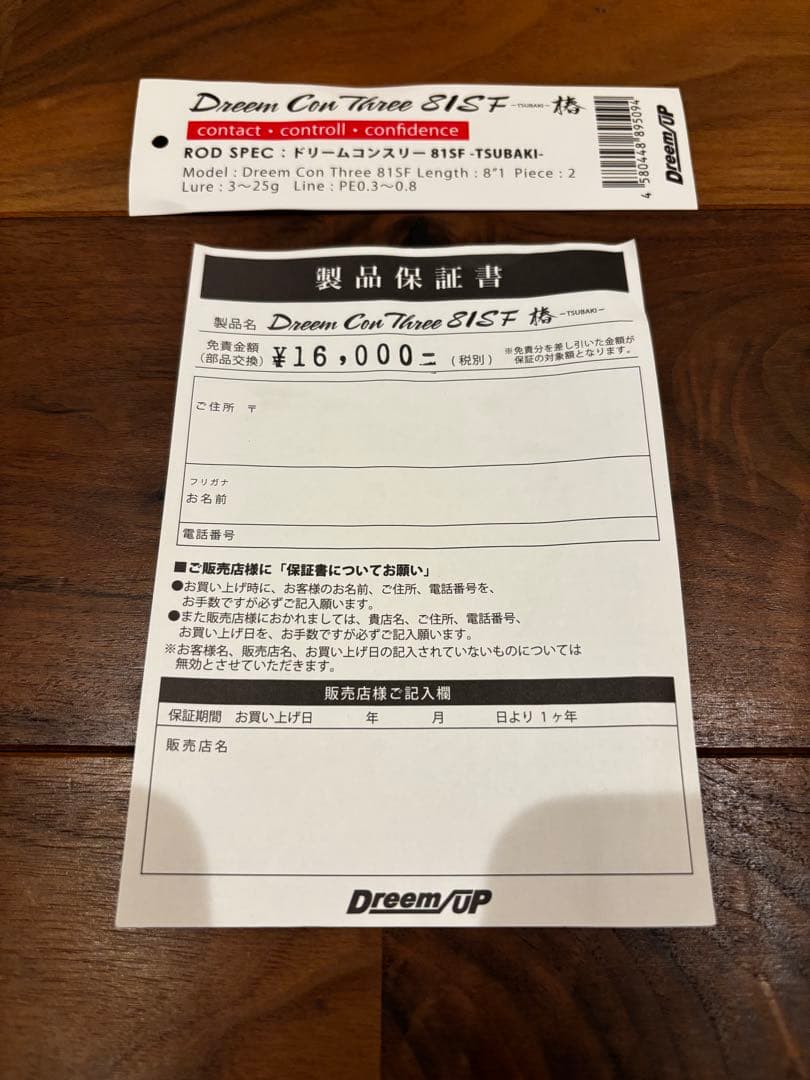 Dreem Con Three 81SF -TSUBAKI- 椿
contact・controll・confidence
ROD SPEC : ドリームコンスリー 81SF -TSUBAKI-
Model : Dreem Con Three 81SF Length : 8"1 Piece : 2
Lure : 3〜25g Line : PE0.3〜0.8
4 580448 895094
Dreem/UP
製品保証書
製品名 Dreem Con Three 81SF 椿 -TSUBAKI-
免責金額
(部品交換) ¥16,000- (税別)
※免責分を差し引いた金額が
保証の対象額となります。
ご住所 〒
フリガナ
お名前
電話番号
■ご販売店様に「保証書についてお願い」
●お買い上げ時に、お客様のお名前、ご住所、電話番号を、
お手数ですが必ずご記入願います。
●また販売店様におかれましては、貴店名、ご住所、電話番号、
お買い上げ日を、お手数ですが必ずご記入願います。
※お客様名、販売店名、お買い上げ日の記入されていないものについては
無効とさせていただきます。
販売店様ご記入欄
保証期間 お買い上げ日 年 月 日より 1 ヶ年
販売店名
Dreem/UP